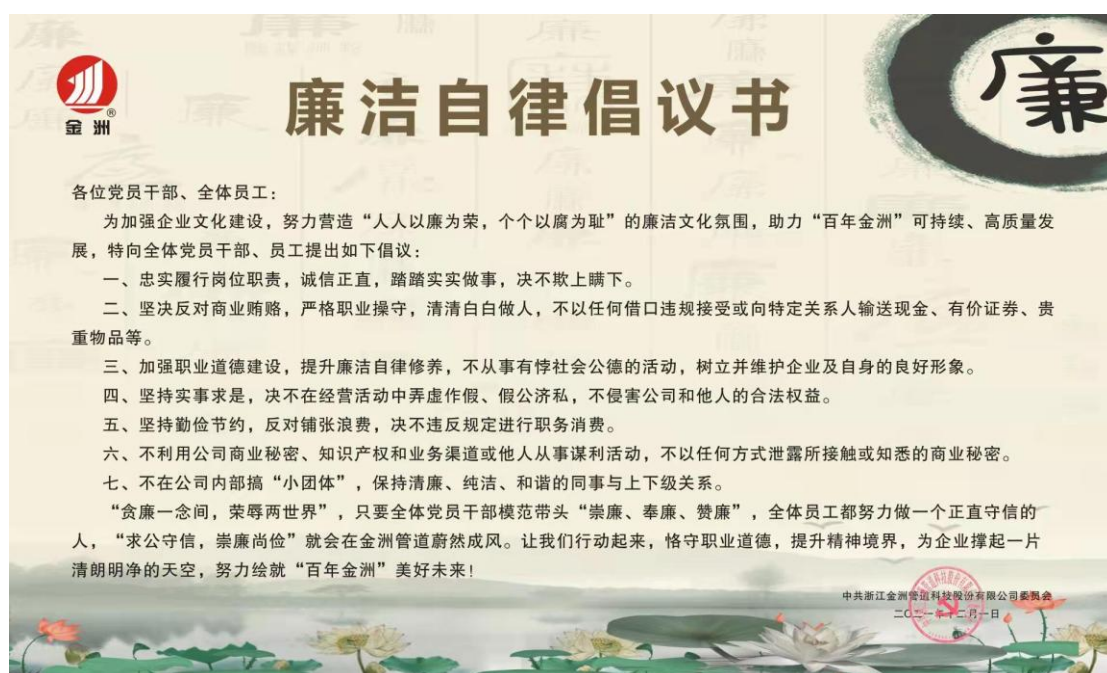 金洲®
廉洁自律倡议书
廉
各位党员干部、全体员工：
为加强企业文化建设，努力营造“人人以廉为荣，个个以腐为耻”的廉洁文化氛围，助力“百年金洲”可持续、高质量发
展，特向全体党员干部、员工提出如下倡议：
一、忠实履行岗位职责，诚信正直，踏踏实实做事，决不欺上瞒下。
二、坚决反对商业贿赂，严格职业操守，清清白白做人，不以任何借口违规接受或向特定关系人输送现金、有价证券、贵
重物品等。
三、加强职业道德建设，提升廉洁自律修养，不从事有悖社会公德的活动，树立并维护企业及自身的良好形象。
四、坚持实事求是，决不在经营活动中弄虚作假、假公济私，不侵害公司和他人的合法权益。
五、坚持勤俭节约，反对铺张浪费，决不违反规定进行职务消费。
六、不利用公司商业秘密、知识产权和业务渠道或他人从事谋利活动，不以任何方式泄露所接触或知悉的商业秘密。
七、不在公司内部搞“小团体”，保持清廉、纯洁、和谐的同事与上下级关系。
“贪廉一念间，荣辱两世界”，只要全体党员干部模范带头“崇廉、奉廉、赞廉”，全体员工都努力做一个正直守信的
人，“求公守信，崇廉尚俭”就会在金洲管道蔚然成风。让我们行动起来，恪守职业道德，提升精神境界，为企业撑起一片
清朗明净的天空，努力绘就“百年金洲”美好未来！
中共浙江金洲管道科技股份有限公司委员会
二〇二一年十二月一日